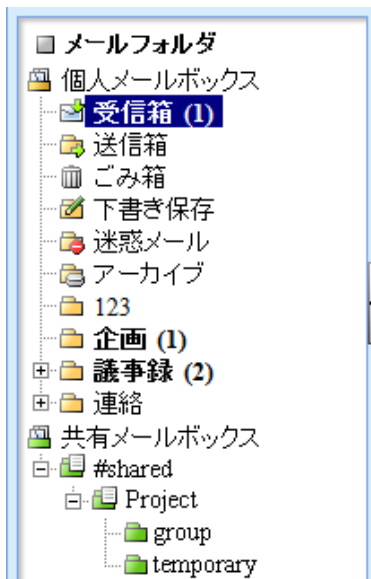 メールフォルダ
個人メールボックス
受信箱 (1)
送信箱
ごみ箱
下書き保存
迷惑メール
アーカイブ
123
企画 (1)
議事録 (2)
連絡
共有メールボックス
#shared
Project
group
temporary